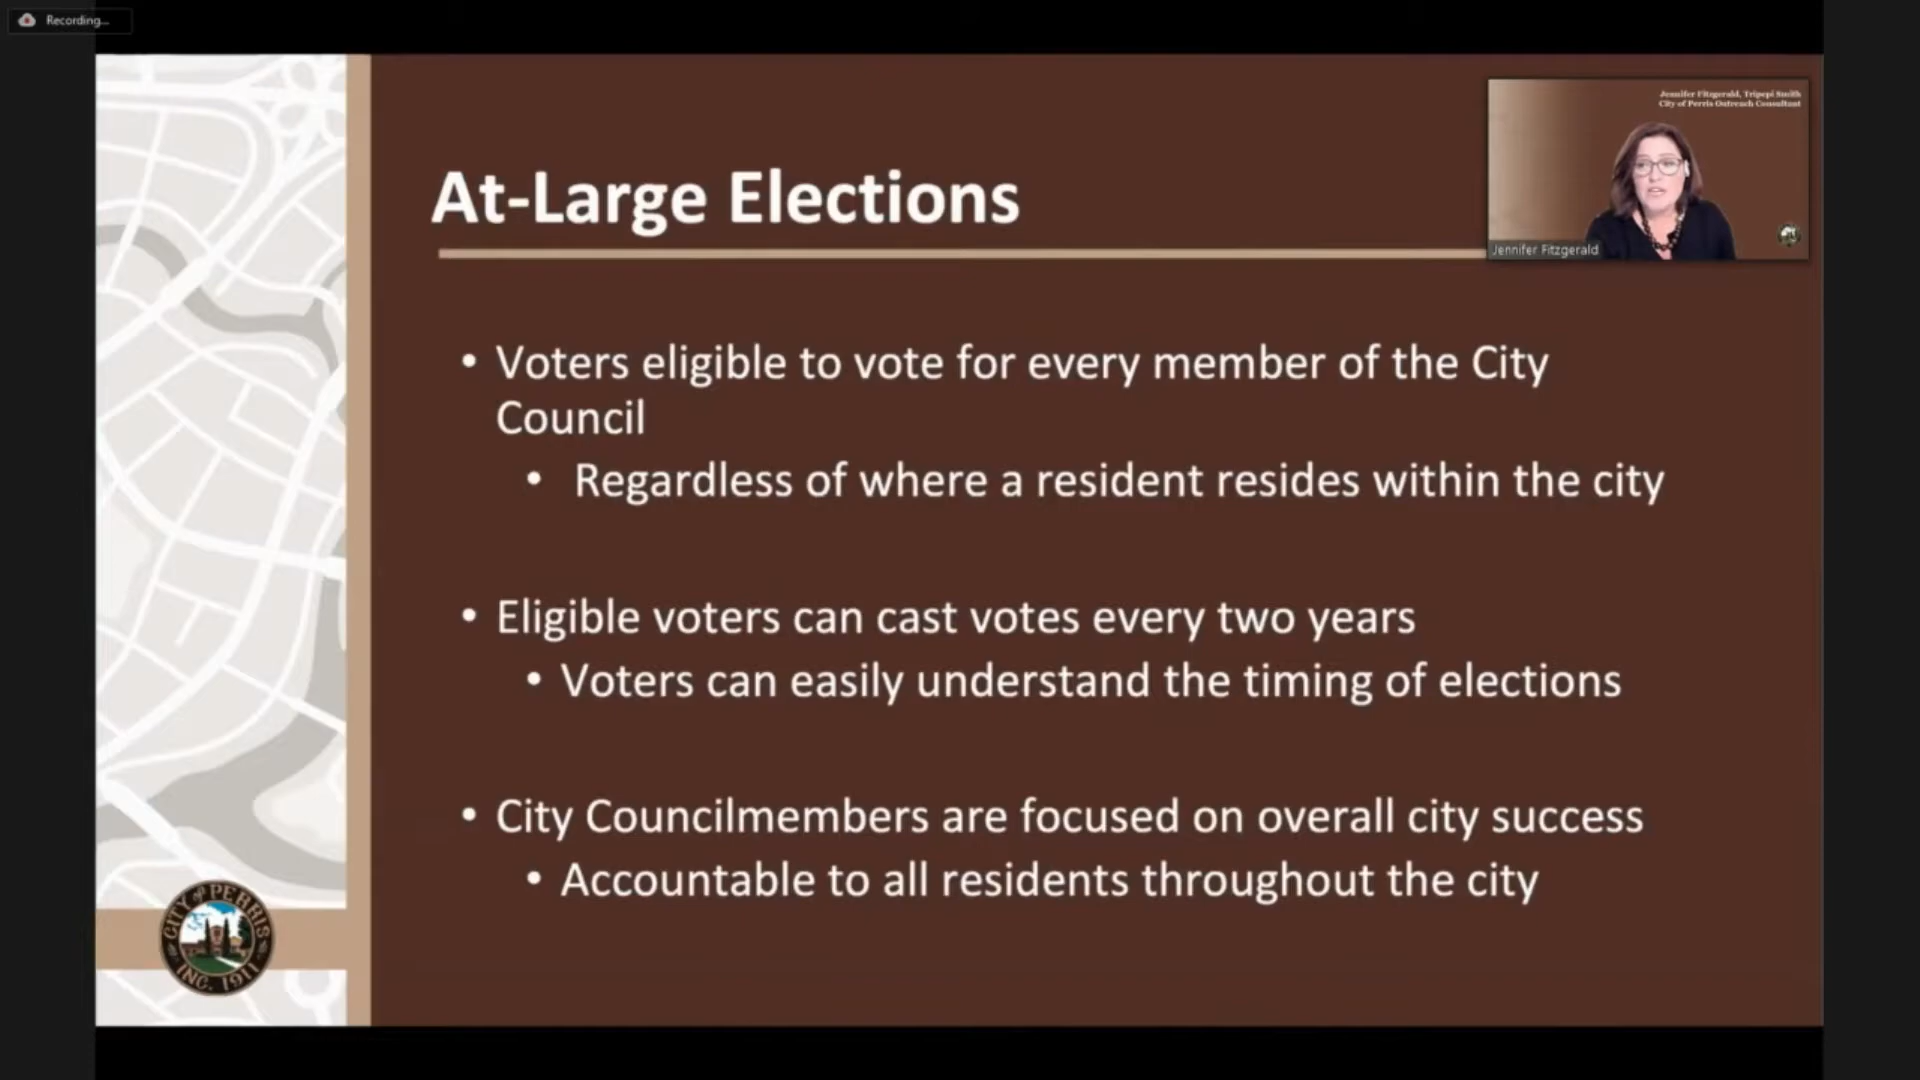 Recording...
Jennifer Fitzgerald, Tripepi Smith
City of Perris Outreach Consultant
Jennifer Fitzgerald
At-Large Elections
• Voters eligible to vote for every member of the City
Council
• Regardless of where a resident resides within the city
• Eligible voters can cast votes every two years
• Voters can easily understand the timing of elections
• City Councilmembers are focused on overall city success
• Accountable to all residents throughout the city
CITY of PERRIS
INC. 1911